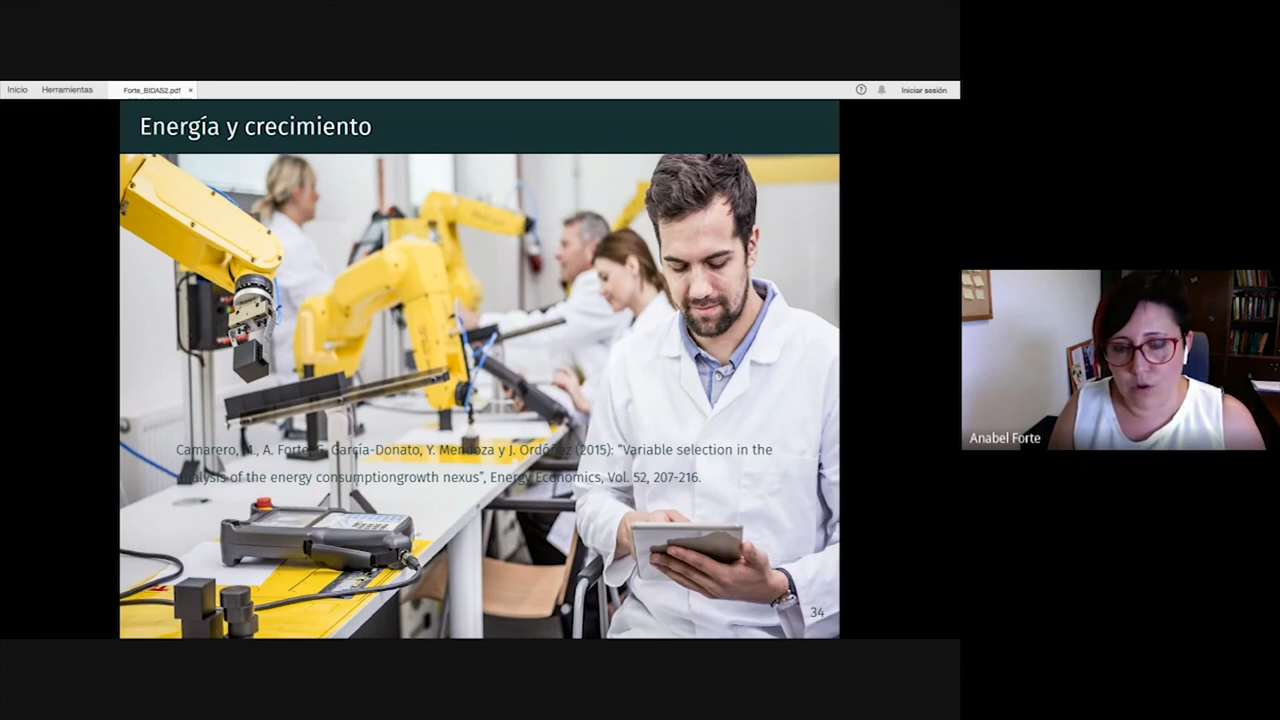 Inicio Herramientas Forte_BIDAS2.pdf × Iniciar sesión
Energía y crecimiento
Camarero, A. Forte, García-Donato, Y. Mendoza y J. Ordóñez (2015): “Variable selection in the
analysis of the energy consumptiongrowth nexus”, Energy Economics, Vol. 52, 207-216.
34
Anabel Forte